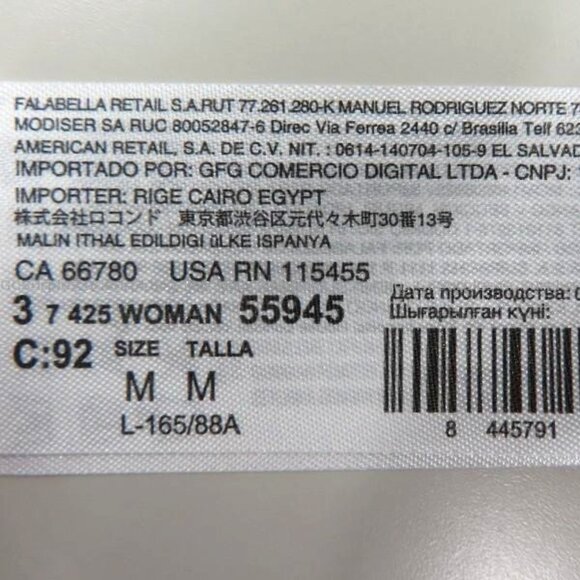 FALABELLA RETAIL S.A.RUT 77.261.280-K MANUEL RODRIGUEZ NORTE 7
MODISER SA RUC 80052847-6 Direc Via Ferrea 2440 c/ Brasilia Telf 62
AMERICAN RETAIL, S.A. DE C.V. NIT. : 0614-140704-105-9 EL SALVAD
IMPORTADO POR: GFG COMERCIO DIGITAL LTDA - CNPJ:
IMPORTER: RIGE CAIRO EGYPT
株式会社ロコンド 東京都渋谷区元代々木町30番13号
MALIN ITHAL EDILDIGI üLKE ISPANYA
CA 66780 USA RN 115455
3 7 425 WOMAN 55945
Дата производства: 0
Шығарылған күні:
C:92 SIZE TALLA
M M
L-165/88A
8 445791